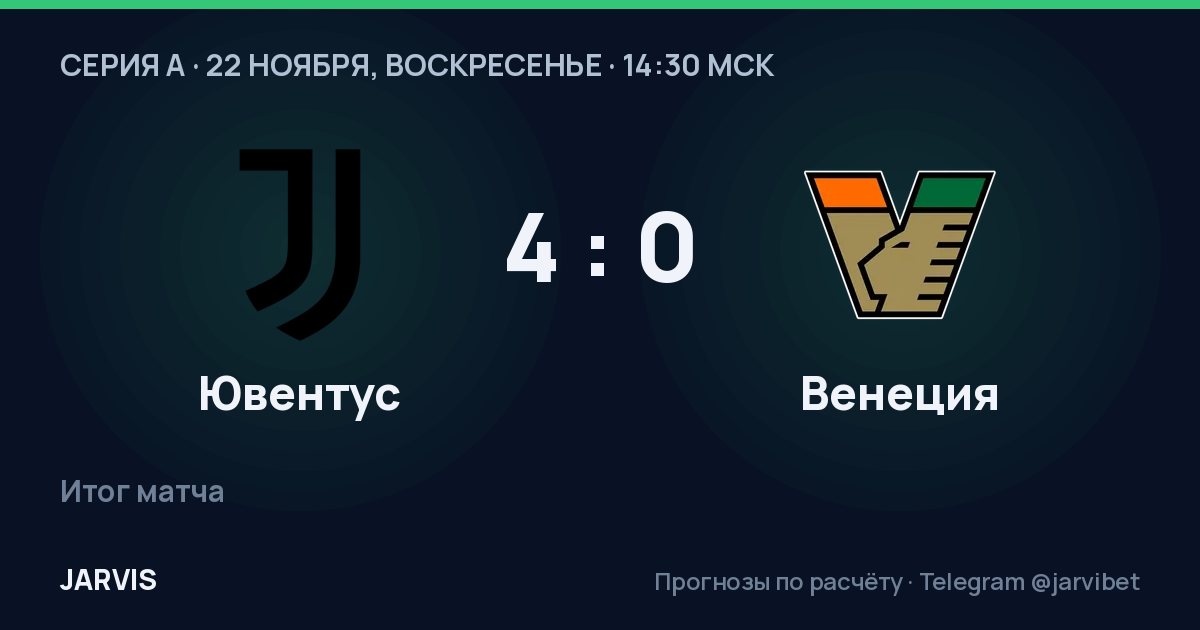 СЕРИЯ А · 22 НОЯБРЯ, ВОСКРЕСЕНЬЕ · 14:30 МСК
4 : 0
Ювентус
Венеция
Итог матча
JARVIS
Прогнозы по расчёту · Telegram @jarvibet